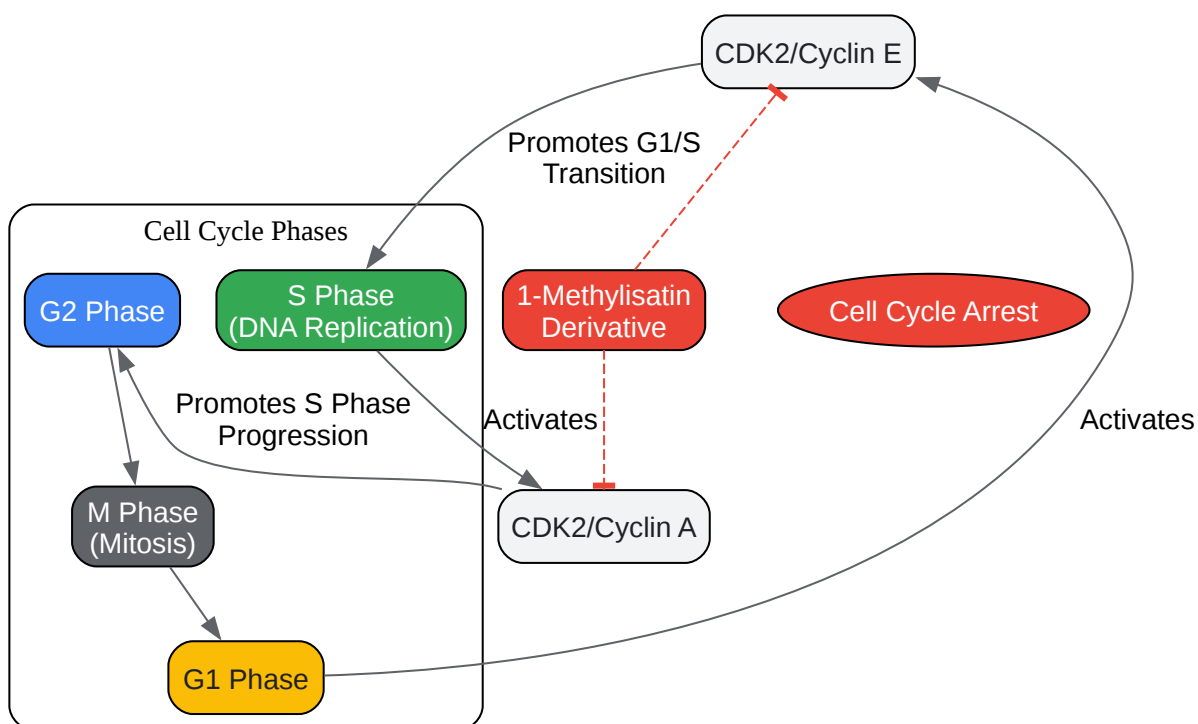 CDK2/Cyclin E
Promotes G1/S
Transition
Cell Cycle Phases
G2 Phase
S Phase
(DNA Replication)
1-Methylisatin
Derivative
Cell Cycle Arrest
Promotes S Phase
Progression
Activates
Activates
M Phase
(Mitosis)
CDK2/Cyclin A
G1 Phase